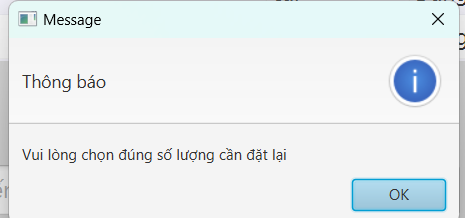 Message
Thông báo
Vui lòng chọn đúng số lượng cần đặt lại
OK